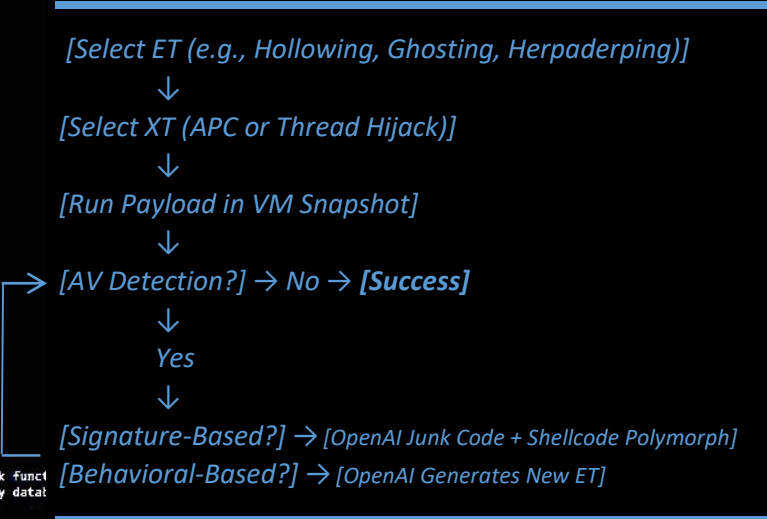 [Select ET (e.g., Hollowing, Ghosting, Herpaderping)]
↓
[Select XT (APC or Thread Hijack)]
↓
[Run Payload in VM Snapshot]
↓
[AV Detection?] → No → [Success]
↓
Yes
↓
[Signature-Based?] → [OpenAI Junk Code + Shellcode Polymorph]
[Behavioral-Based?] → [OpenAI Generates New ET]